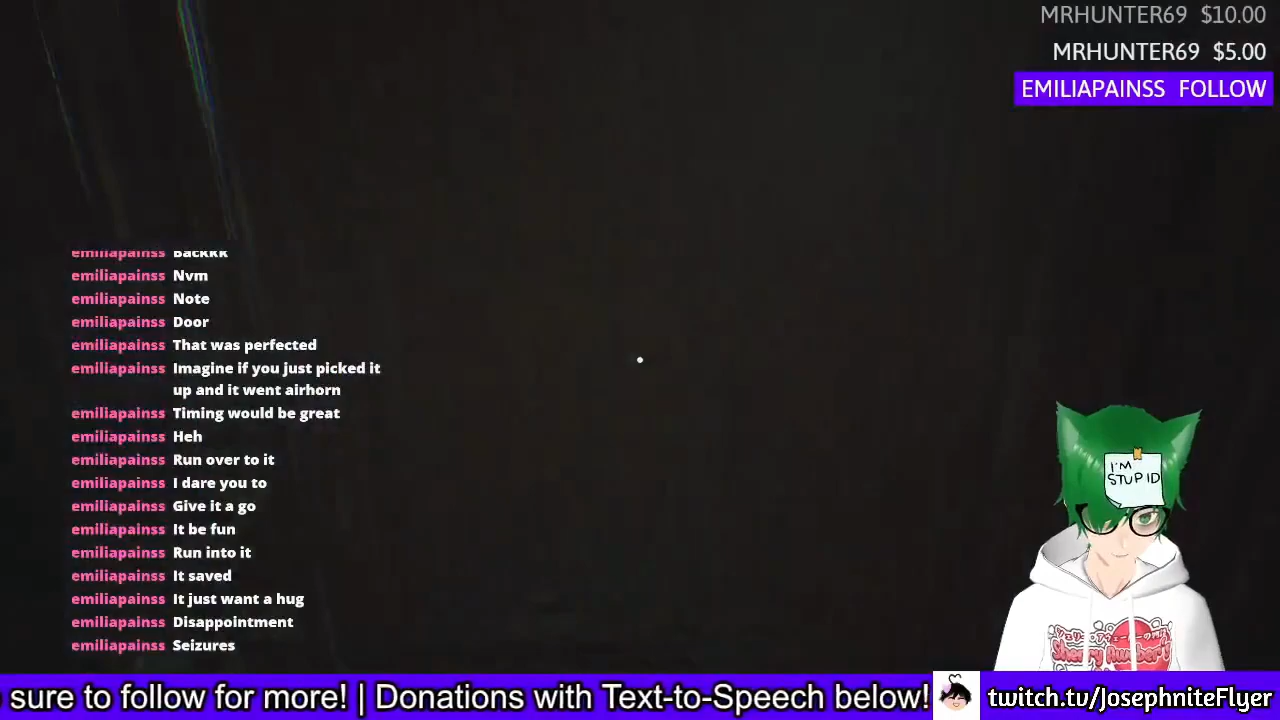 MRHUNTER69 $10.00
MRHUNTER69 $5.00
EMILIAPAINSS FOLLOW
emiliapainss Backkk
emiliapainss Nvm
emiliapainss Note
emiliapainss Door
emiliapainss That was perfected
emiliapainss Imagine if you just picked it
up and it went airhorn
emiliapainss Timing would be great
emiliapainss Heh
emiliapainss Run over to it
emiliapainss I dare you to
emiliapainss Give it a go
emiliapainss It be fun
emiliapainss Run into it
emiliapainss It saved
emiliapainss It just want a hug
emiliapainss Disappointment
emiliapainss Seizures
I'M
STUPID
sure to follow for more! | Donations with Text-to-Speech below!
twitch.tv/JosephniteFlyer